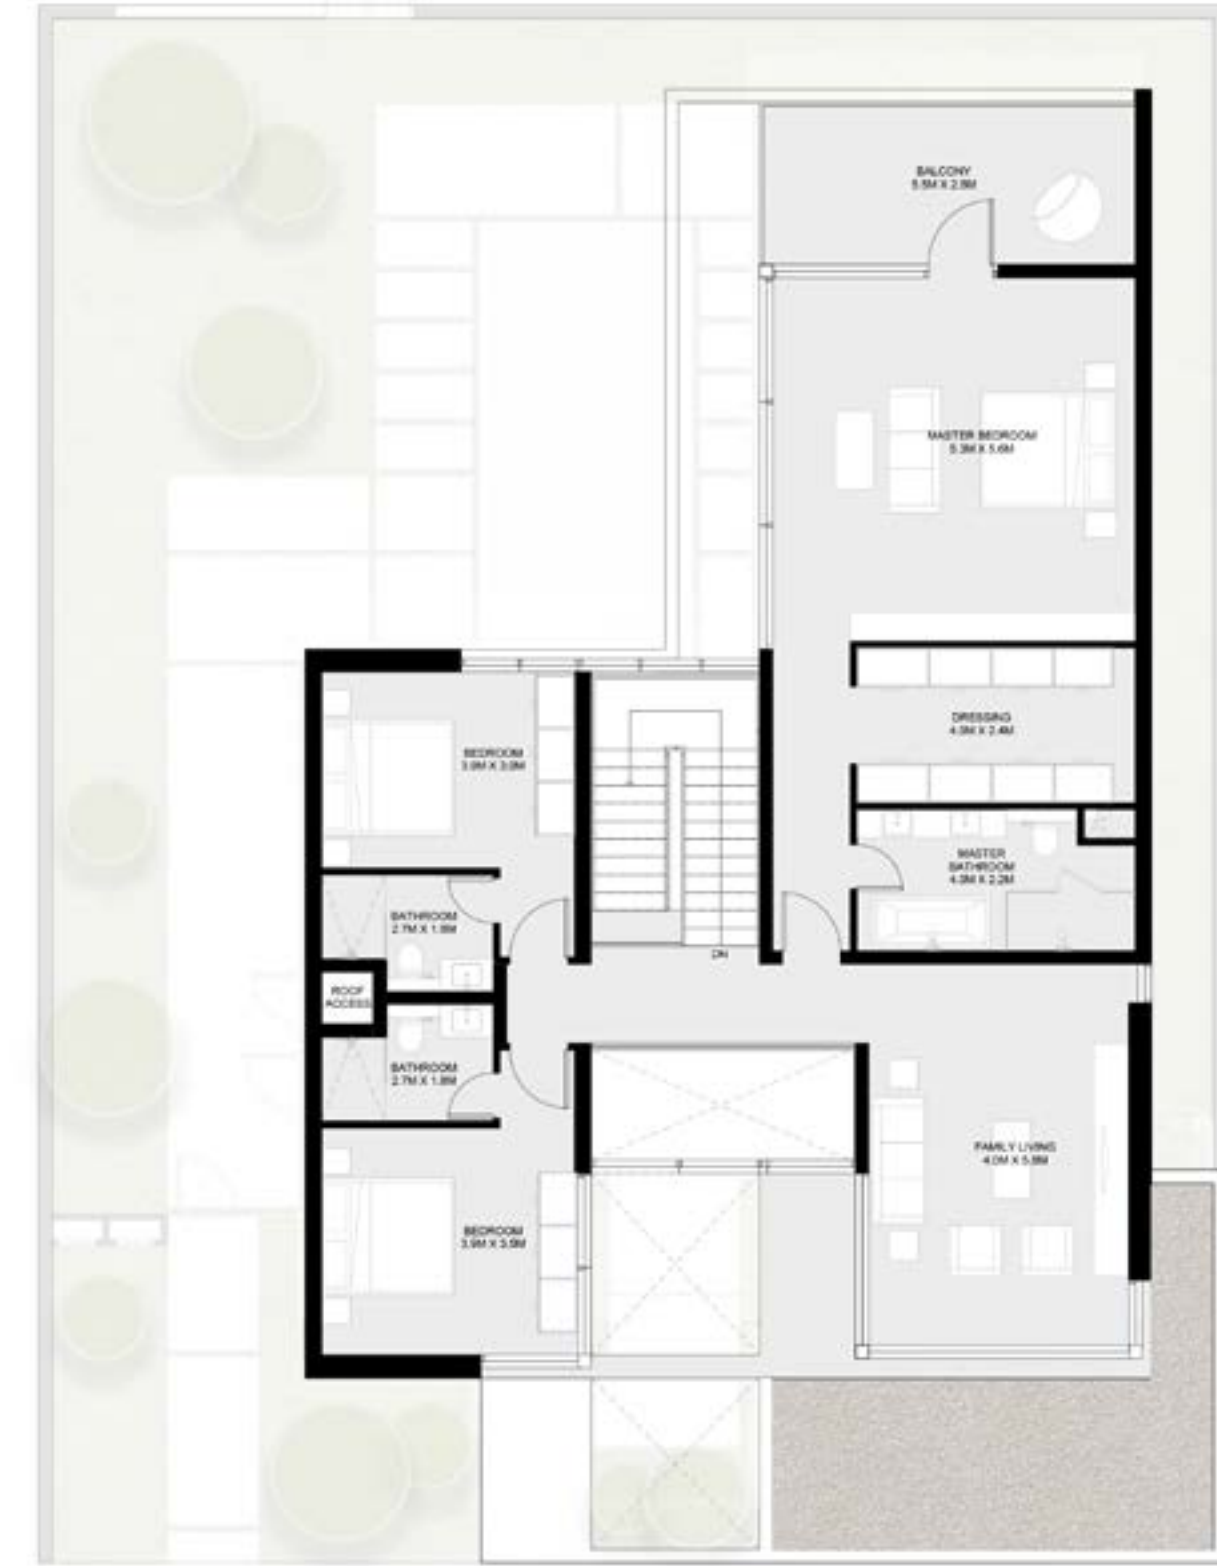 BALCONY
5.5M X 2.5M
MASTER BEDROOM
5.3M X 5.6M
DRESSING
4.3M X 2.4M
BEDROOM
3.9M X 3.0M
MASTER
BATHROOM
4.3M X 2.2M
BATHROOM
2.7M X 1.8M
DN
ROOF
ACCESS
BATHROOM
2.7M X 1.8M
FAMILY LIVING
4.0M X 5.8M
BEDROOM
3.9M X 3.5M